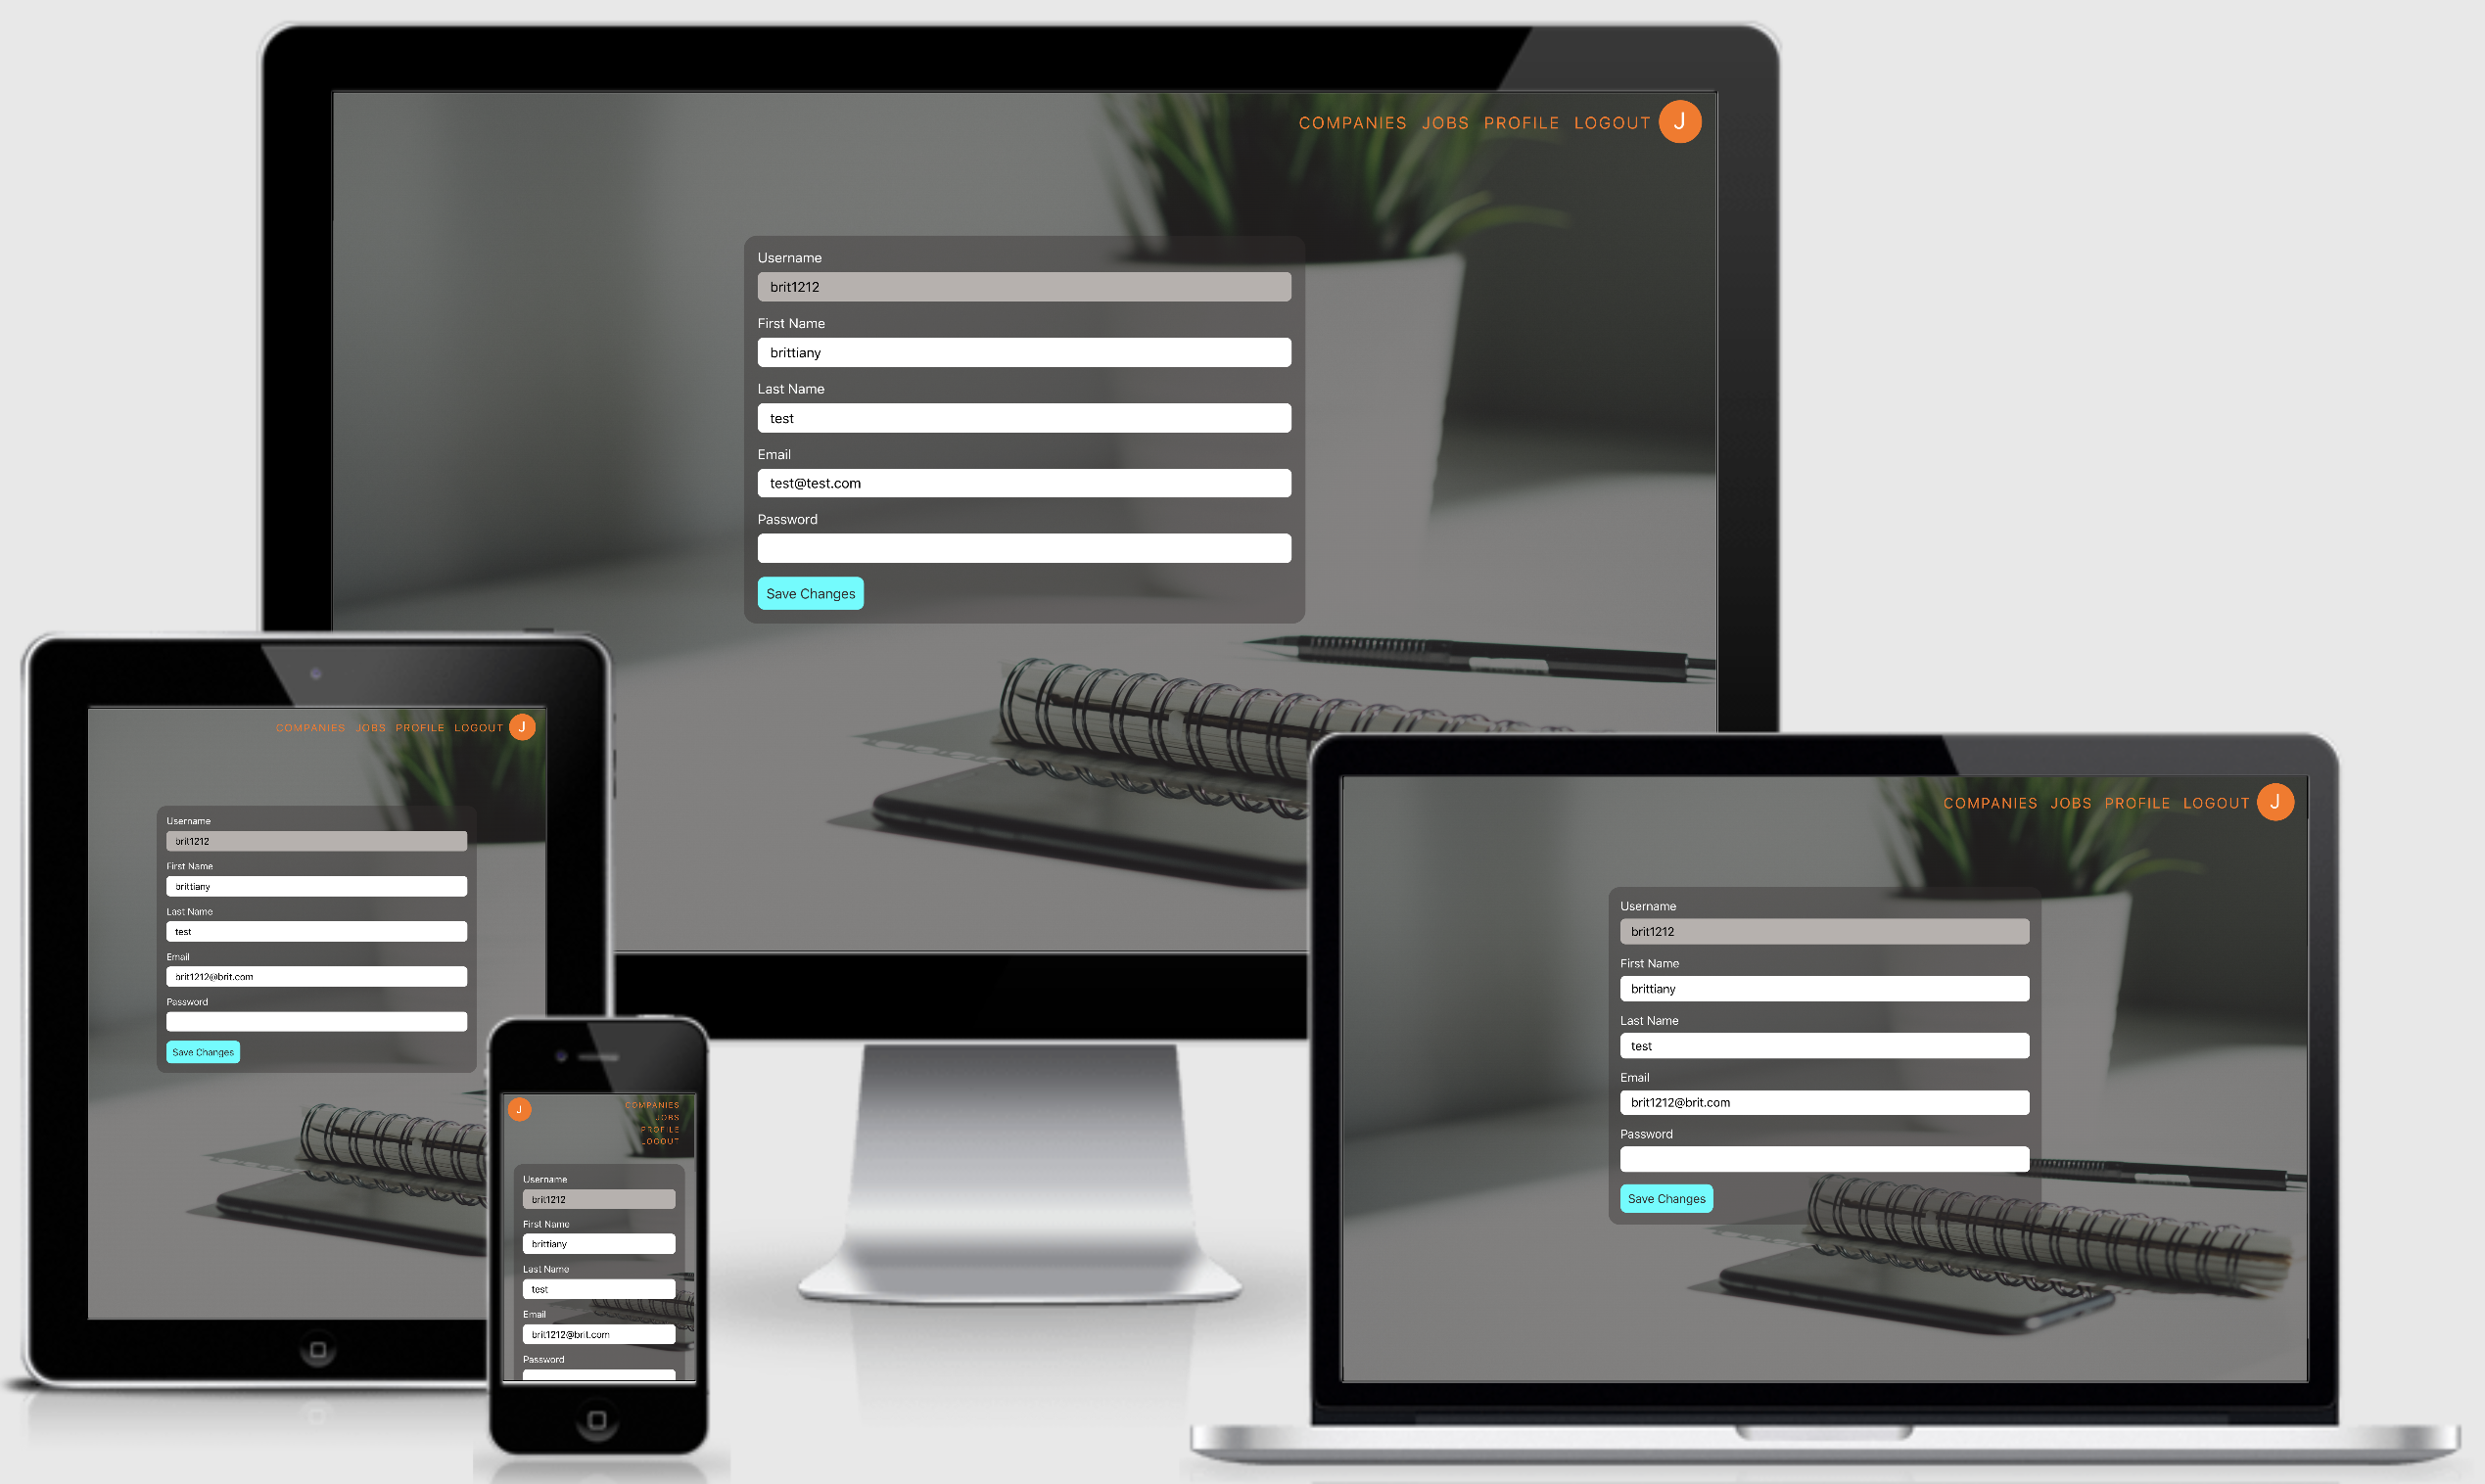 COMPANIES JOBS PROFILE LOGOUT J
Username
brit1212
First Name
brittiany
Last Name
test
Email
test@test.com
Password
Save Changes
COMPANIES JOBS PROFILE LOGOUT J
Username
brit1212
First Name
brittiany
Last Name
test
Email
brit1212@brit.com
Password
Save Changes
J COMPANIES
JOBS
PROFILE
LOGOUT
Username
brit1212
First Name
brittiany
Last Name
test
Email
brit1212@brit.com
Password
COMPANIES JOBS PROFILE LOGOUT J
Username
brit1212
First Name
brittiany
Last Name
test
Email
brit1212@brit.com
Password
Save Changes